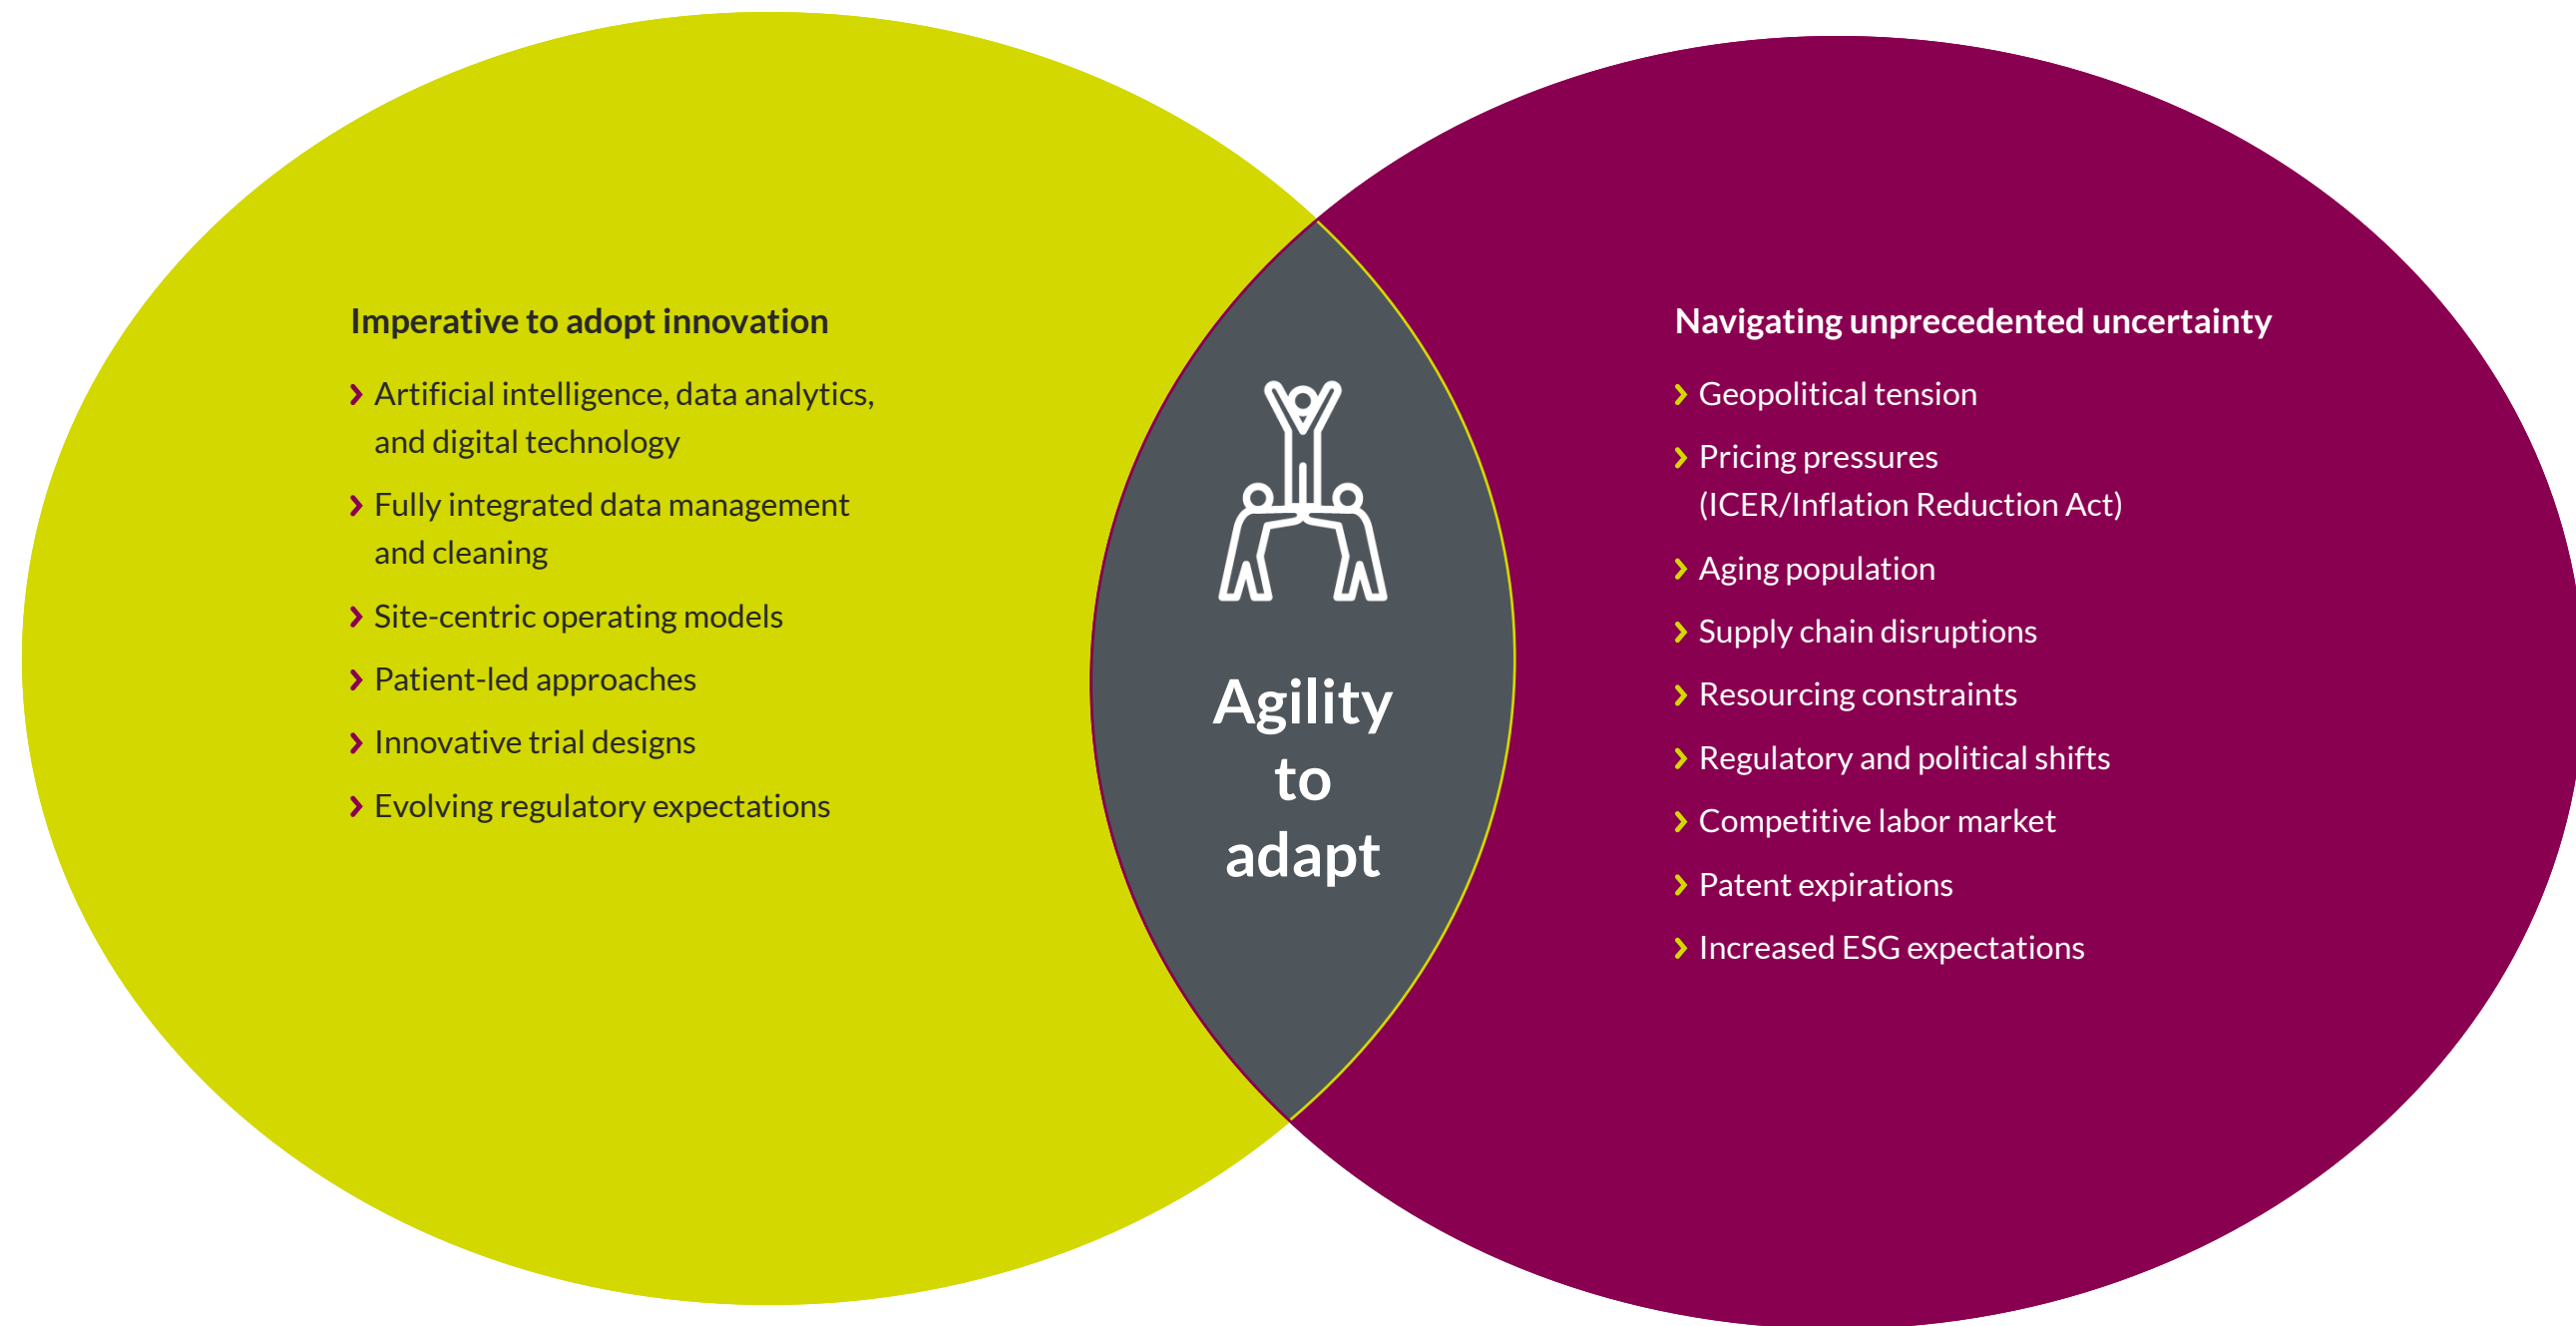 Imperative to adopt innovation
Artificial intelligence, data analytics,
and digital technology
Fully integrated data management
and cleaning
Site-centric operating models
Patient-led approaches
Innovative trial designs
Evolving regulatory expectations
Agility
to
adapt
Navigating unprecedented uncertainty
Geopolitical tension
Pricing pressures
(ICER/Inflation Reduction Act)
Aging population
Supply chain disruptions
Resourcing constraints
Regulatory and political shifts
Competitive labor market
Patent expirations
Increased ESG expectations